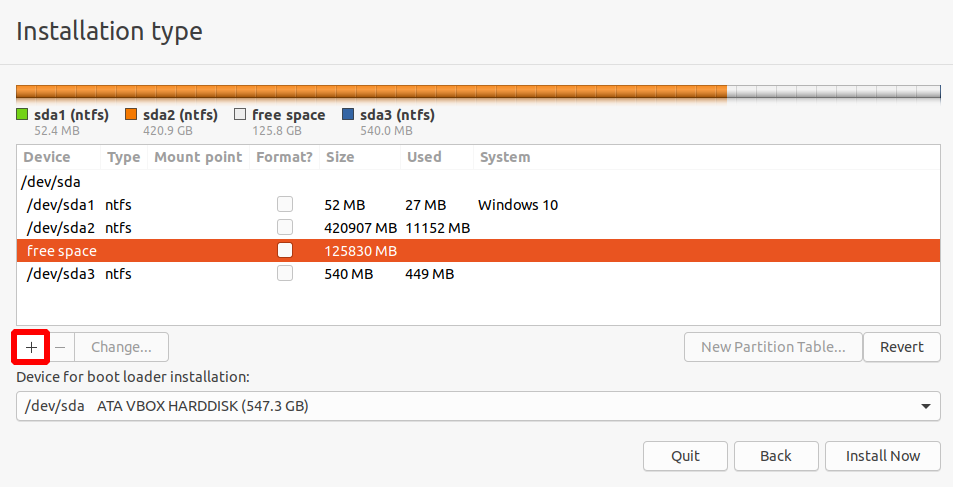 Installation type
sda1 (ntfs) sda2 (ntfs) free space sda3 (ntfs)
52.4 MB 420.9 GB 125.8 GB 540.0 MB
Device Type Mount point Format? Size Used System
/dev/sda
/dev/sda1 ntfs 52 MB 27 MB Windows 10
/dev/sda2 ntfs 420907 MB 11152 MB
free space 125830 MB
/dev/sda3 ntfs 540 MB 449 MB
+ − Change... New Partition Table... Revert
Device for boot loader installation:
/dev/sda ATA VBOX HARDDISK (547.3 GB)
Quit Back Install Now